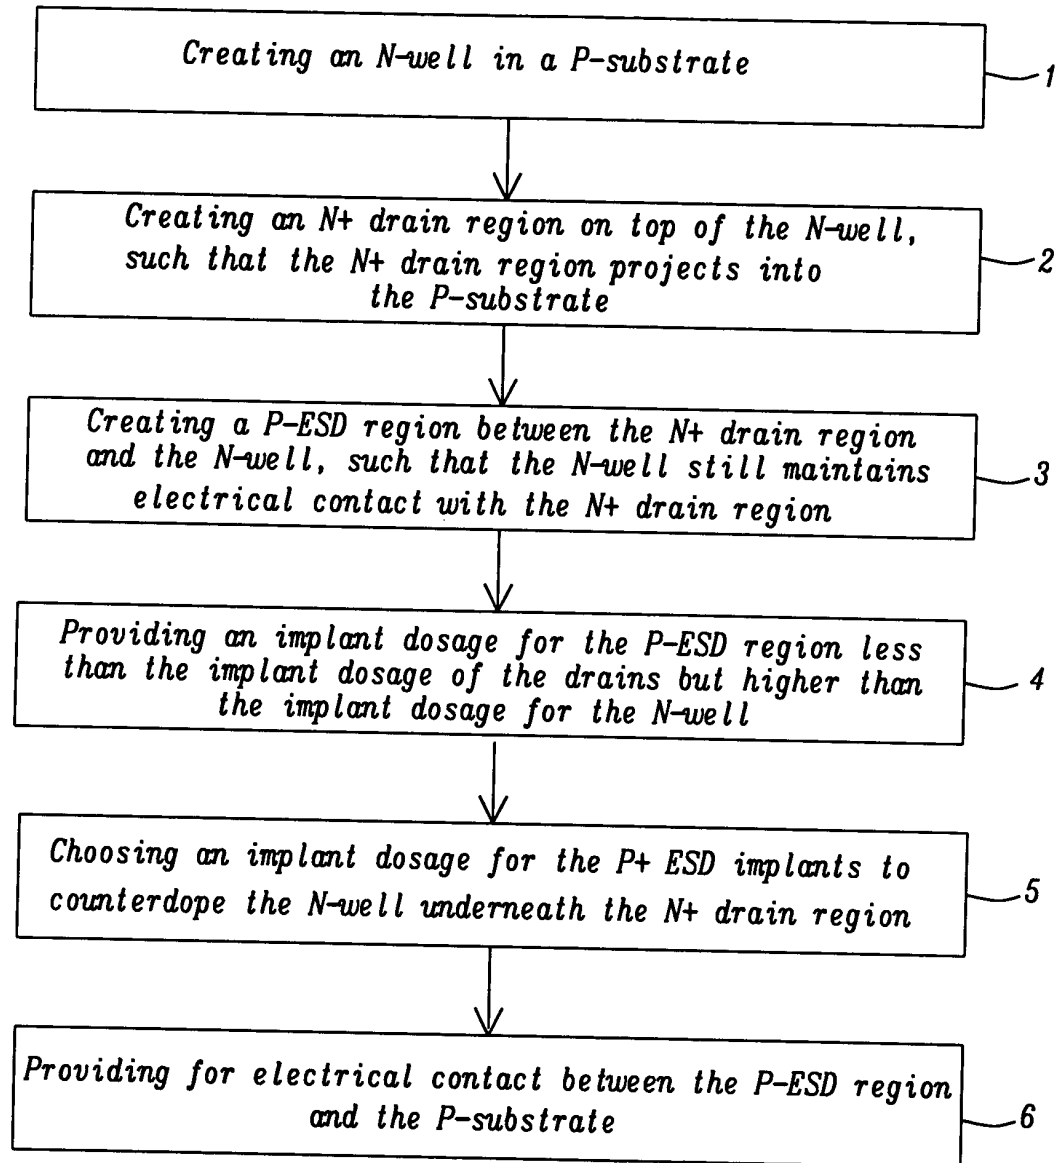 Creating an N-well in a P-substrate
1
Creating an N+ drain region on top of the N-well,
such that the N+ drain region projects into
the P-substrate
2
Creating a P-ESD region between the N+ drain region
and the N-well, such that the N-well still maintains
electrical contact with the N+ drain region
3
Providing an implant dosage for the P-ESD region less
than the implant dosage of the drains but higher than
the implant dosage for the N-well
4
Choosing an implant dosage for the P+ ESD implants to
counterdope the N-well underneath the N+ drain region
5
Providing for electrical contact between the P-ESD region
and the P-substrate
6